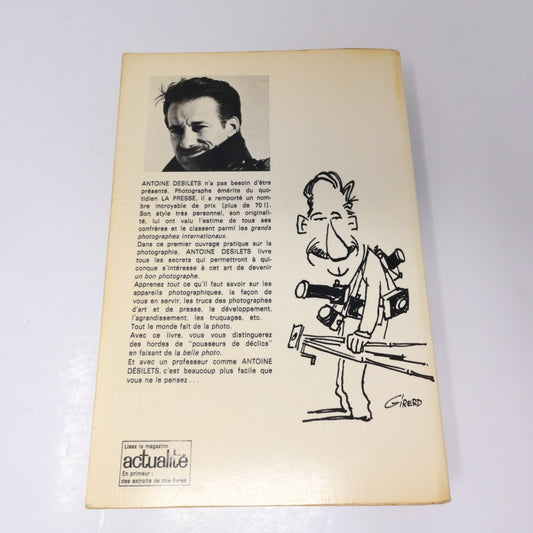 ANTOINE DESILETS n'a pas besoin d'être
présenté. Photographe émérite du quo-
tidien LA PRESSE, il a remporté un nom-
bre incroyable de prix (plus de 70 !).
Son style très personnel, son originali-
té, lui ont valu l'estime de tous ses
confrères et le classent parmi les grands
photographes internationaux.
Dans ce premier ouvrage pratique sur la
photographie, ANTOINE DESILETS livre
tous les secrets qui permettront à qui-
conque s'intéresse à cet art de devenir
un bon photographe.
Apprenez tout ce qu'il faut savoir sur les
appareils photographiques, la façon de
vous en servir, les trucs des photographes
d'art et de presse, le développement,
l'agrandissement, les truquages, etc.
Tout le monde fait de la photo.
Avec ce livre, vous vous distinguerez
des hordes de "pousseurs de déclics"
en faisant de la belle photo.
Et avec un professeur comme ANTOINE
DÉSILETS, c'est beaucoup plus facile que
vous ne le pensez . . .
GIRERD
Lisez le magazine
actualité
En primeur :
des extraits de nos livres